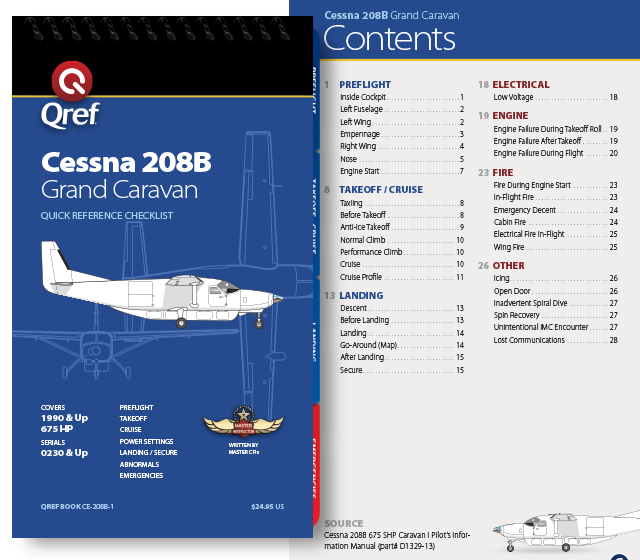 Qref
Cessna 208B
Grand Caravan
QUICK REFERENCE CHECKLIST
COVERS
1990 & Up
675 HP
SERIALS
0230 & Up
PREFLIGHT
TAKEOFF
CRUISE
POWER SETTINGS
LANDING / SECURE
ABNORMALS
EMERGENCIES
MASTER
INSTRUCTOR
WRITTEN BY
MASTER CFIs
QREF BOOK CE-208B-1
$24.95 US
LANDING
EMERGENCIES
Cessna 208B Grand Caravan
Contents
1 PREFLIGHT
Inside Cockpit 1
Left Fuselage 2
Left Wing 2
Empennage 3
Right Wing 4
Nose 5
Engine Start 7
8 TAKEOFF / CRUISE
Taxiing 8
Before Takeoff 8
Anti-Ice Takeoff 9
Normal Climb 10
Performance Climb 10
Cruise 10
Cruise Profile 11
13 LANDING
Descent 13
Before Landing 13
Landing 14
Go-Around (Map) 14
After Landing 15
Secure 15
18 ELECTRICAL
Low Voltage 18
19 ENGINE
Engine Failure During Takeoff Roll 19
Engine Failure After Takeoff 19
Engine Failure During Flight 20
23 FIRE
Fire During Engine Start 23
In-Flight Fire 23
Emergency Decent 24
Cabin Fire 24
Electrical Fire In-Flight 25
Wing Fire 25
26 OTHER
Icing 26
Open Door 26
Inadvertent Spiral Dive 27
Spin Recovery 27
Unintentional IMC Encounter 27
Lost Communications 28
SOURCE
Cessna 208B 675 SHP Caravan I Pilot's Infor-
mation Manual (part# D1329-13)